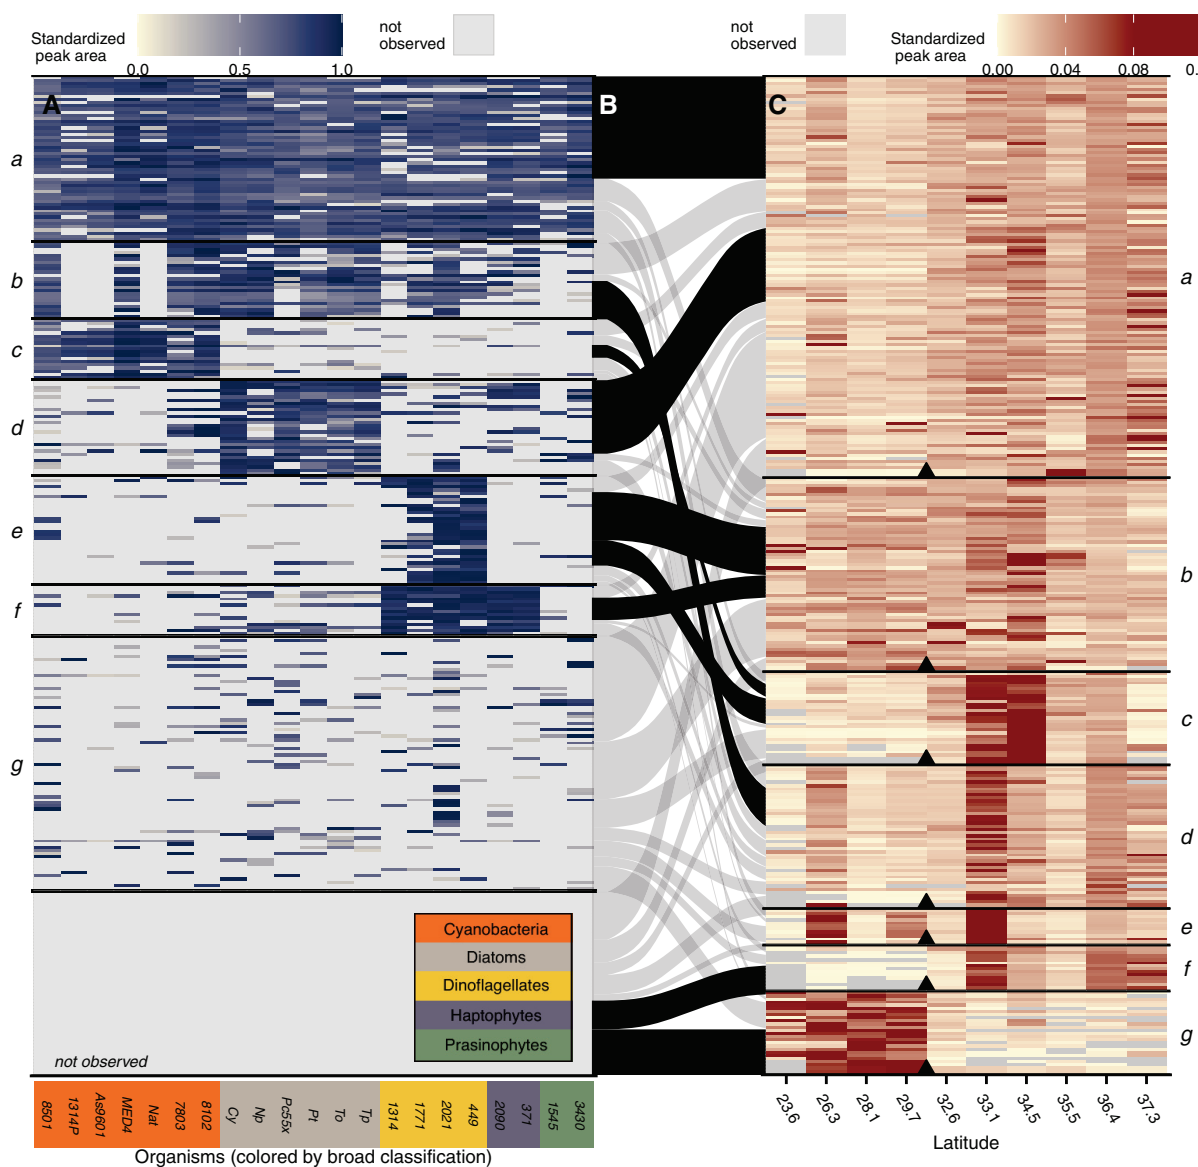 Standardized
peak area
0.0
0.5
1.0
not
observed
not
observed
Standardized
peak area
0.00
0.04
0.08
0.
A
B
C
a
b
c
d
e
f
g
a
b
c
d
e
f
g
Cyanobacteria
Diatoms
Dinoflagellates
Haptophytes
Prasinophytes
not observed
8501
1314P
As9601
MED4
Nat
7803
8102
Cy
Np
Pc55x
Pt
To
Tp
1314
1771
2021
449
2090
371
1545
3430
Organisms (colored by broad classification)
23.6
26.3
28.1
29.7
32.6
33.1
34.5
35.5
36.4
37.3
Latitude